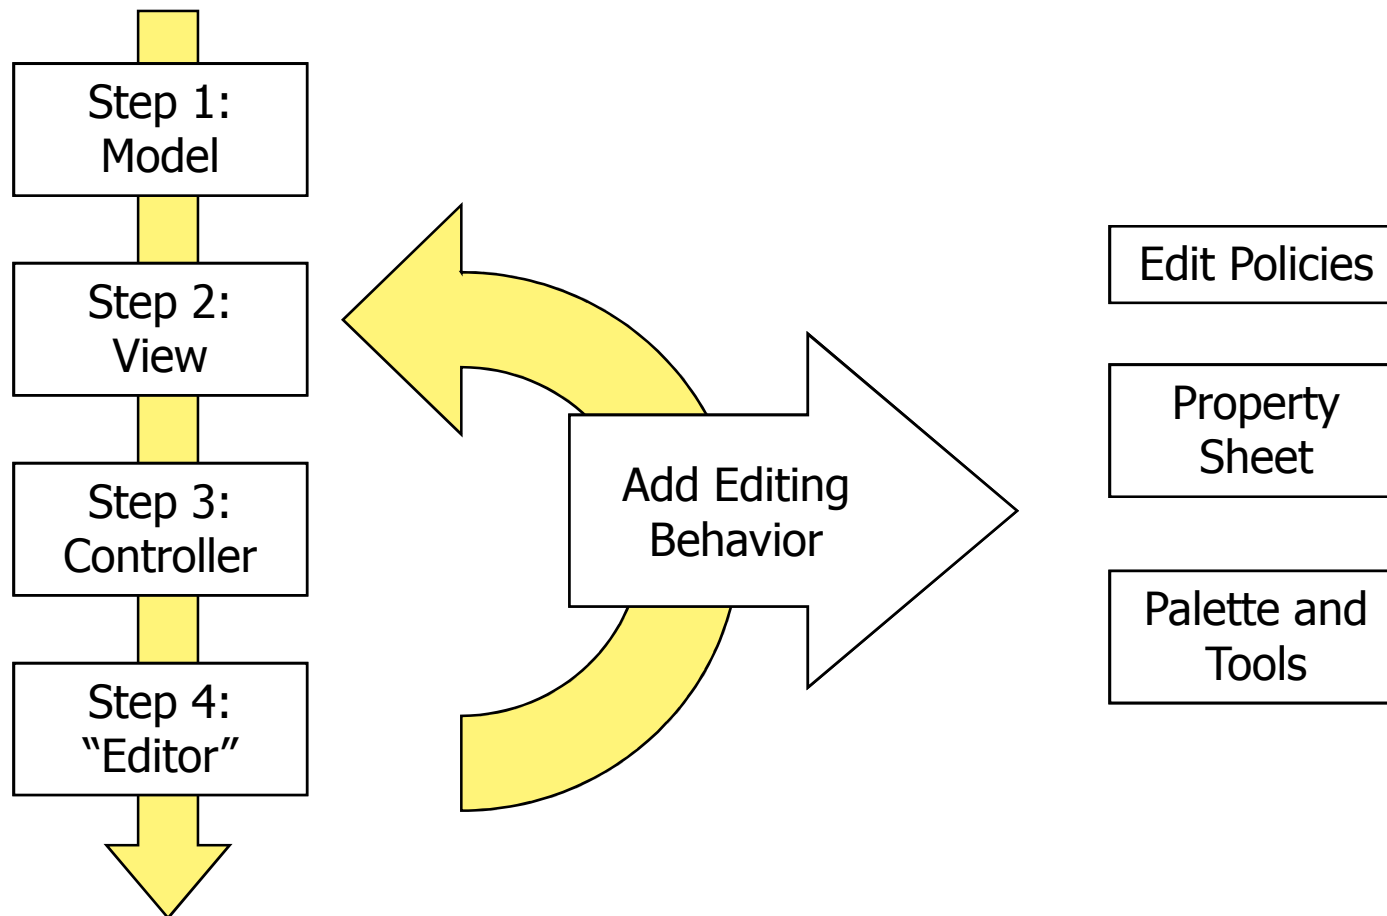 Step 1:
Model
Step 2:
View
Step 3:
Controller
Step 4:
“Editor”
Add Editing
Behavior
Edit Policies
Property
Sheet
Palette and
Tools